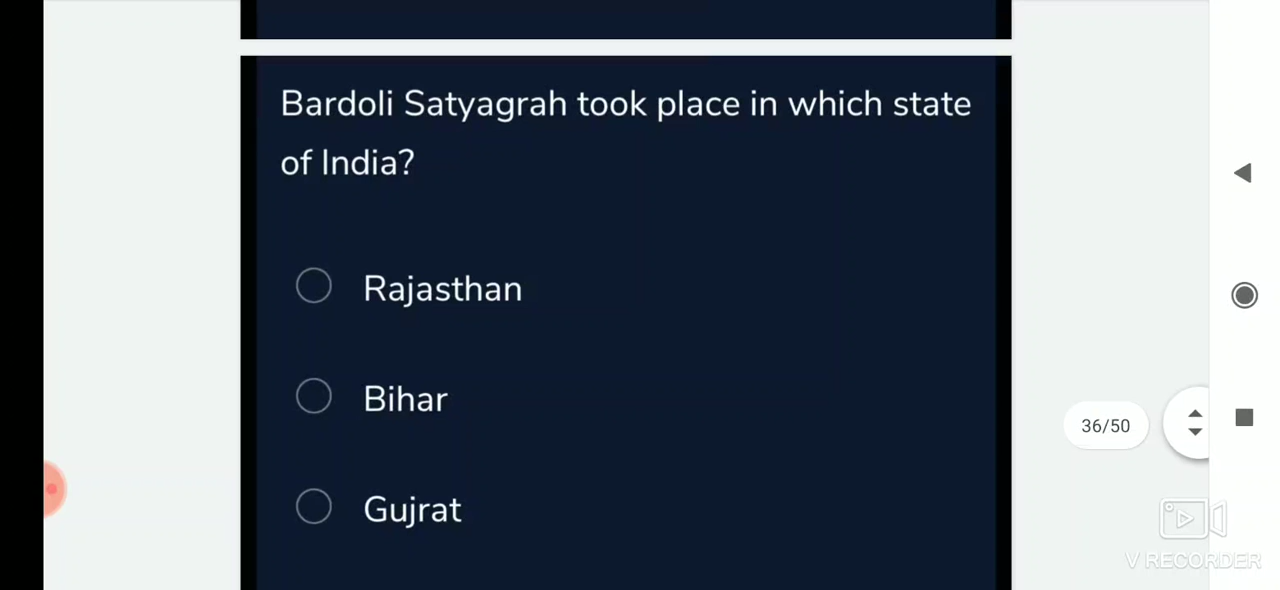 Bardoli Satyagrah took place in which state
of India?
Rajasthan
Bihar
36/50
Gujrat
V RECORDER